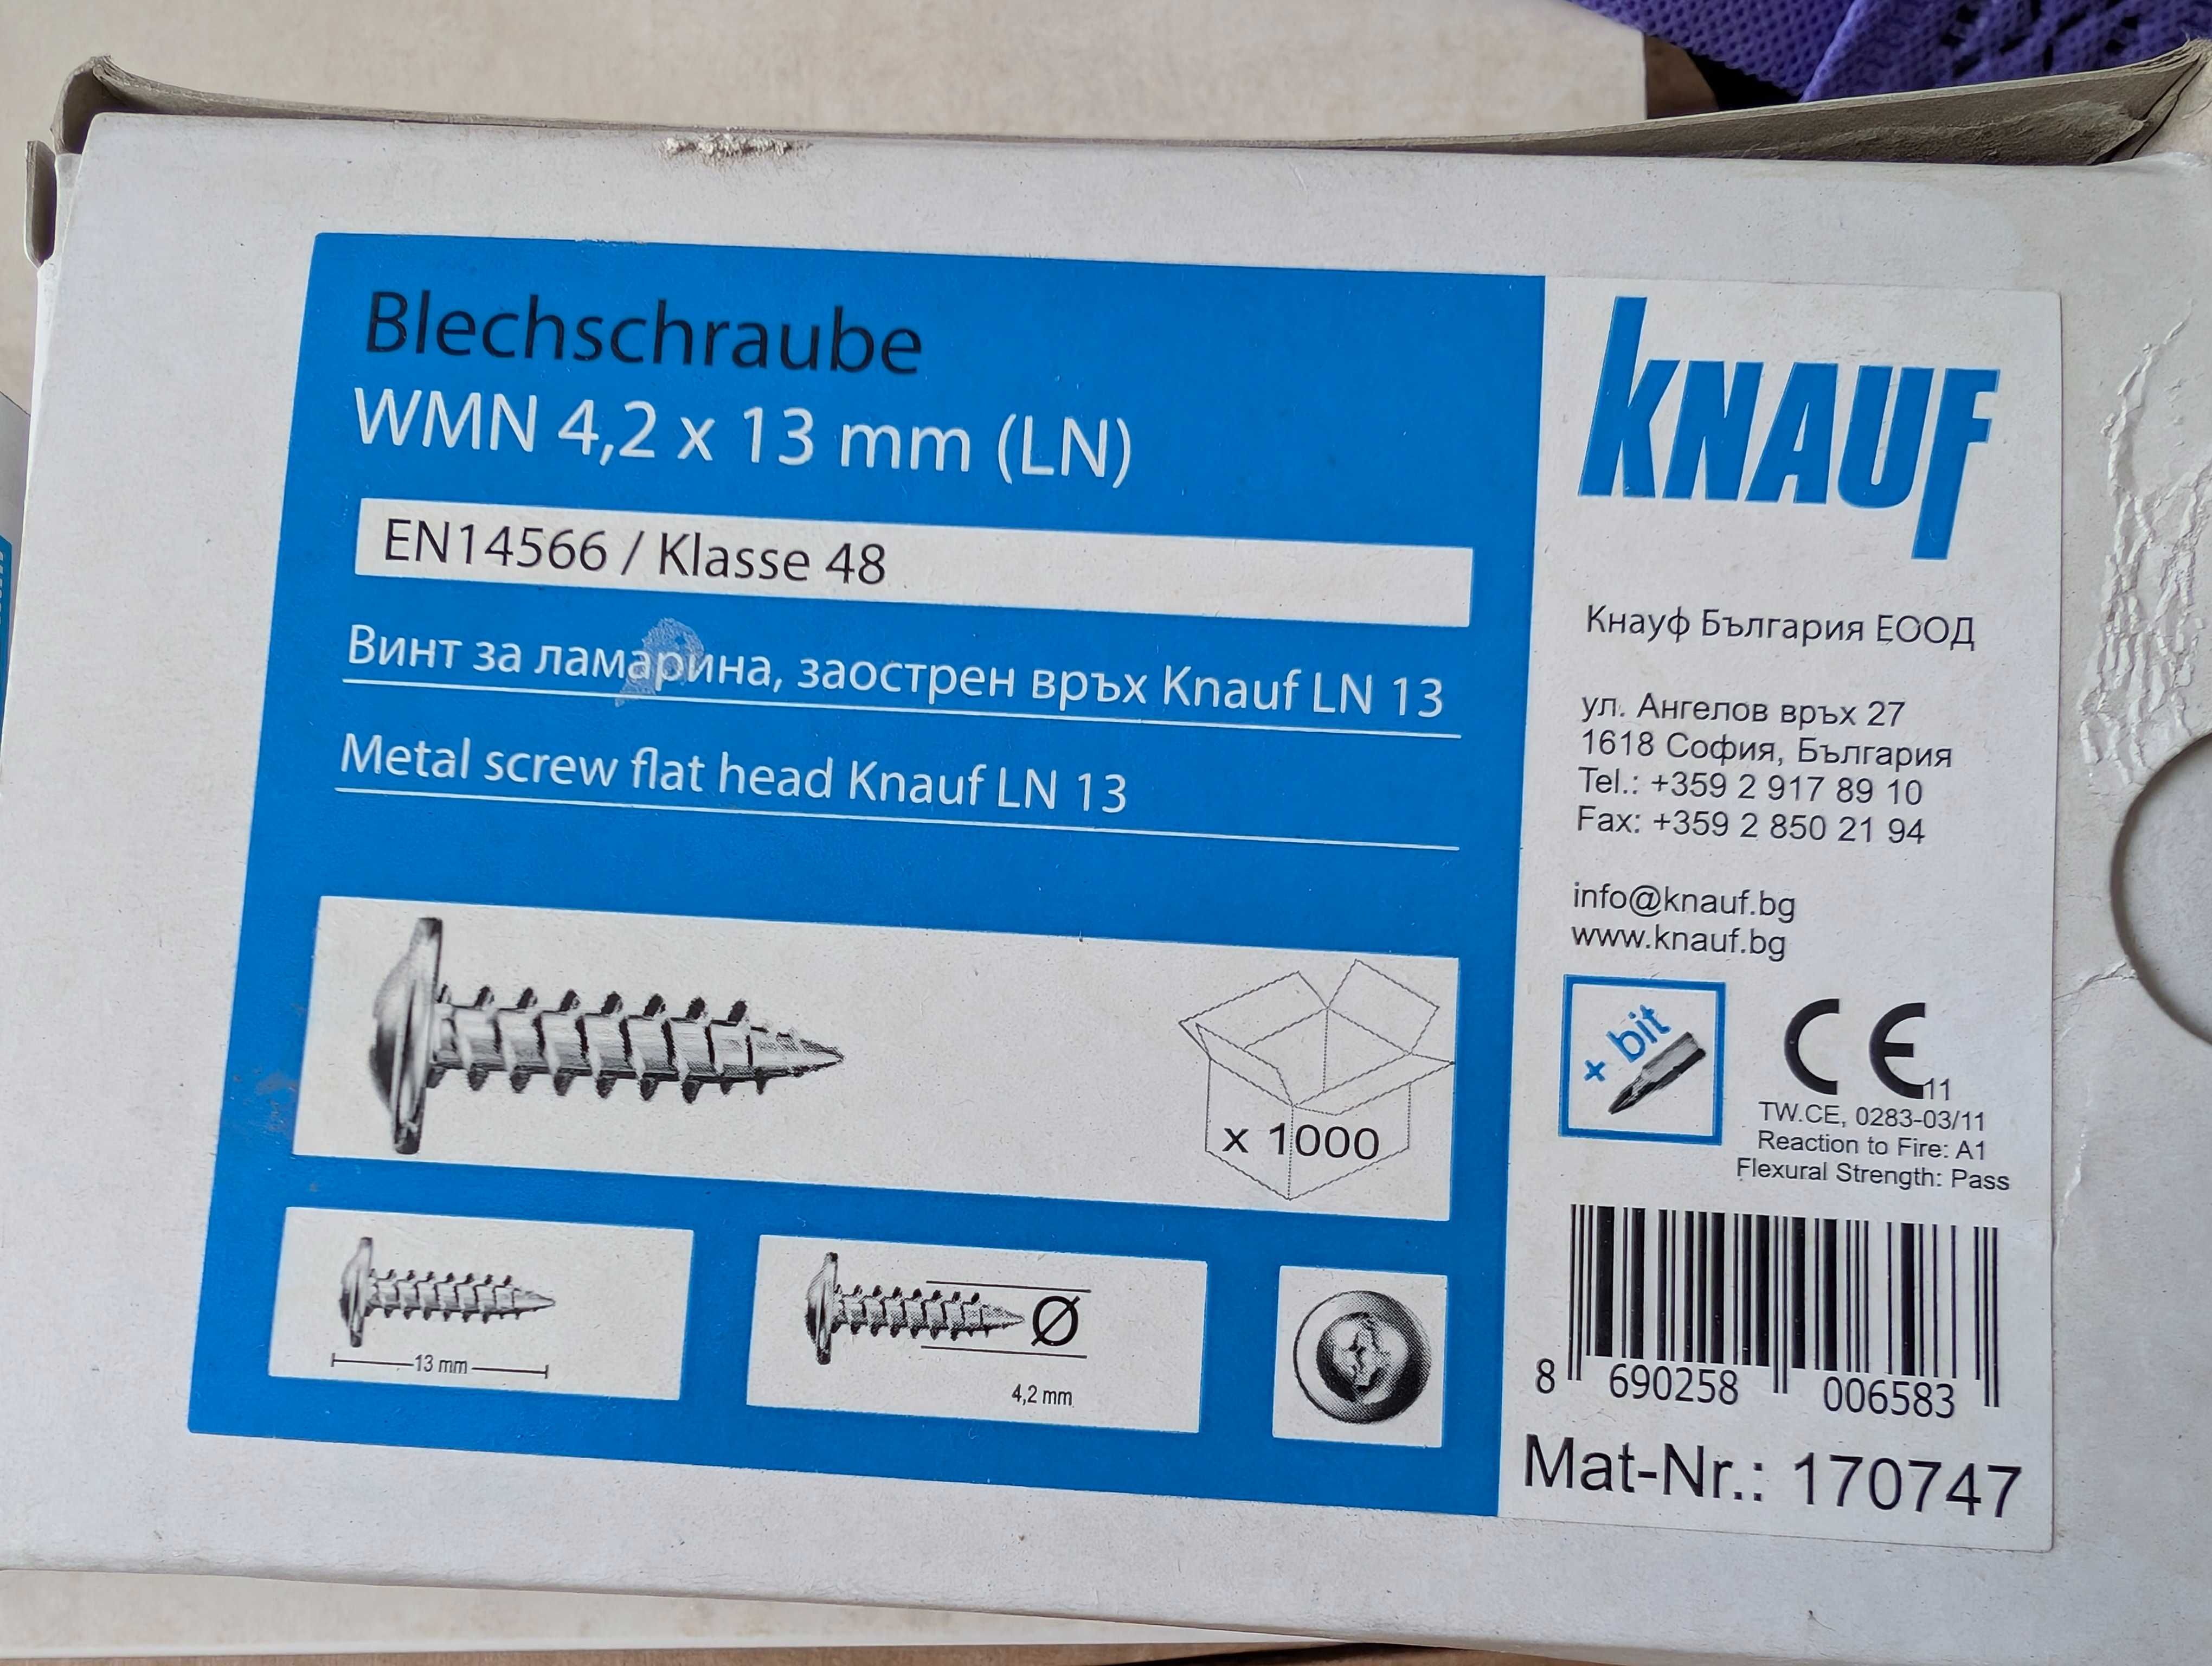 Blechschraube
WMN 4,2 x 13 mm (LN)
EN14566 / Klasse 48
Винт за ламарина, заострен връх Knauf LN 13
Metal screw flat head Knauf LN 13
x 1000
13 mm
Ø
4,2 mm
KNAUF
Кнауф България ЕООД
ул. Ангелов връх 27
1618 София, България
Tel.: +359 2 917 89 10
Fax: +359 2 850 21 94
info@knauf.bg
www.knauf.bg
+ bit
CE
11
TW.CE, 0283-03/11
Reaction to Fire: A1
Flexural Strength: Pass
8 690258 006583
Mat-Nr.: 170747